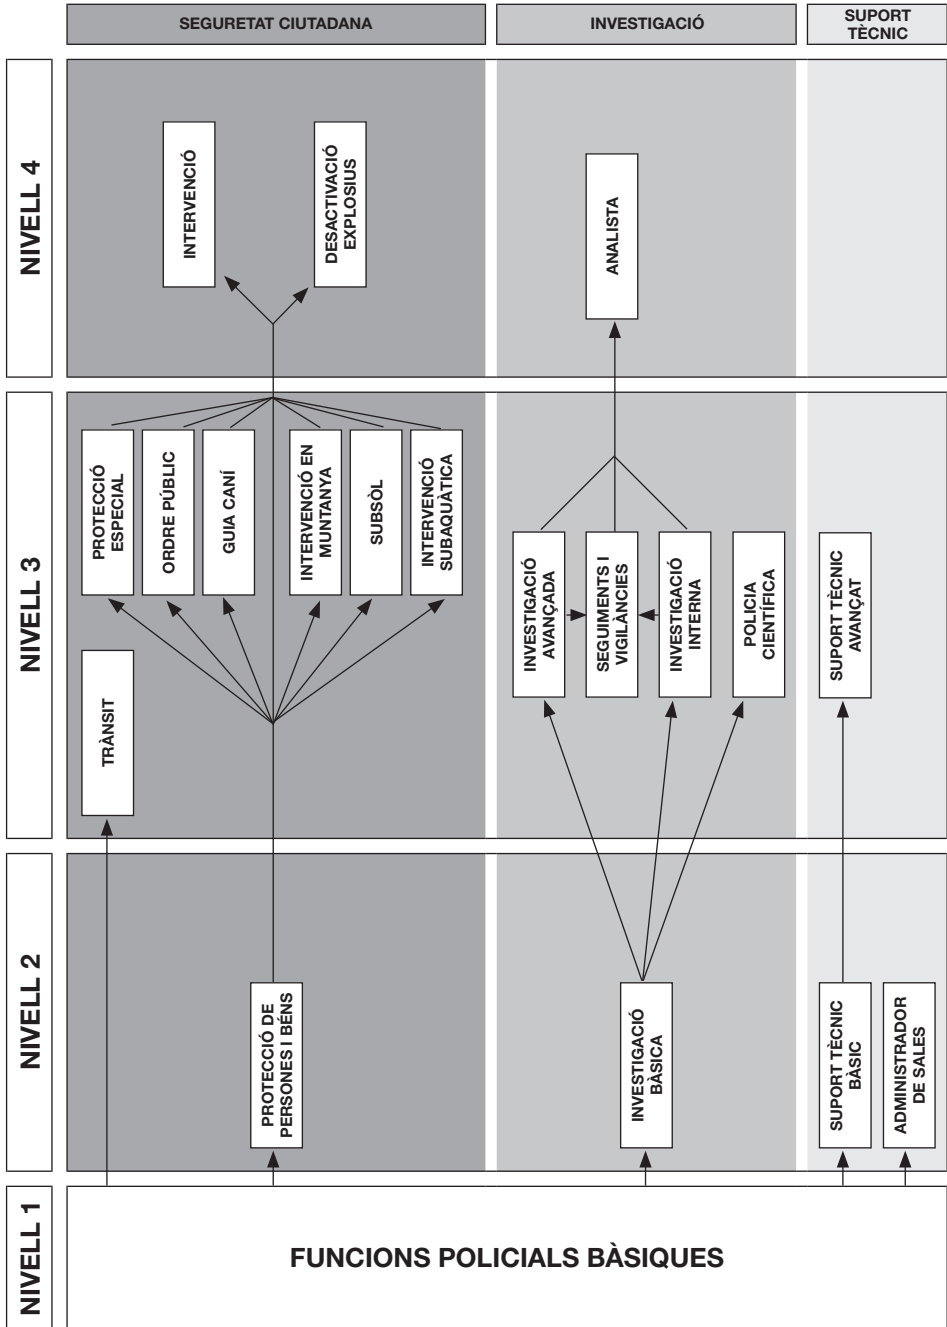 SEGURETAT CIUTADANA
INVESTIGACIÓ
SUPORT
TÈCNIC
NIVELL 4
INTERVENCIÓ
DESACTIVACIÓ
EXPLOSIUS
ANALISTA
NIVELL 3
PROTECCIÓ
ESPECIAL
ORDRE PÚBLIC
GUIA CANÍ
INTERVENCIÓ EN
MUNTANYA
SUBSÒL
INTERVENCIÓ
SUBAQUÀTICA
TRÀNSIT
INVESTIGACIÓ
AVANÇADA
SEGUIMENTS I
VIGILÀNCIES
INVESTIGACIÓ
INTERNA
POLICIA
CIENTÍFICA
SUPORT TÈCNIC
AVANÇAT
NIVELL 2
PROTECCIÓ DE
PERSONES I BÉNS
INVESTIGACIÓ
BÀSICA
SUPORT TÈCNIC
BÀSIC
ADMINISTRADOR
DE SALES
NIVELL 1
FUNCIONS POLICIALS BÀSIQUES